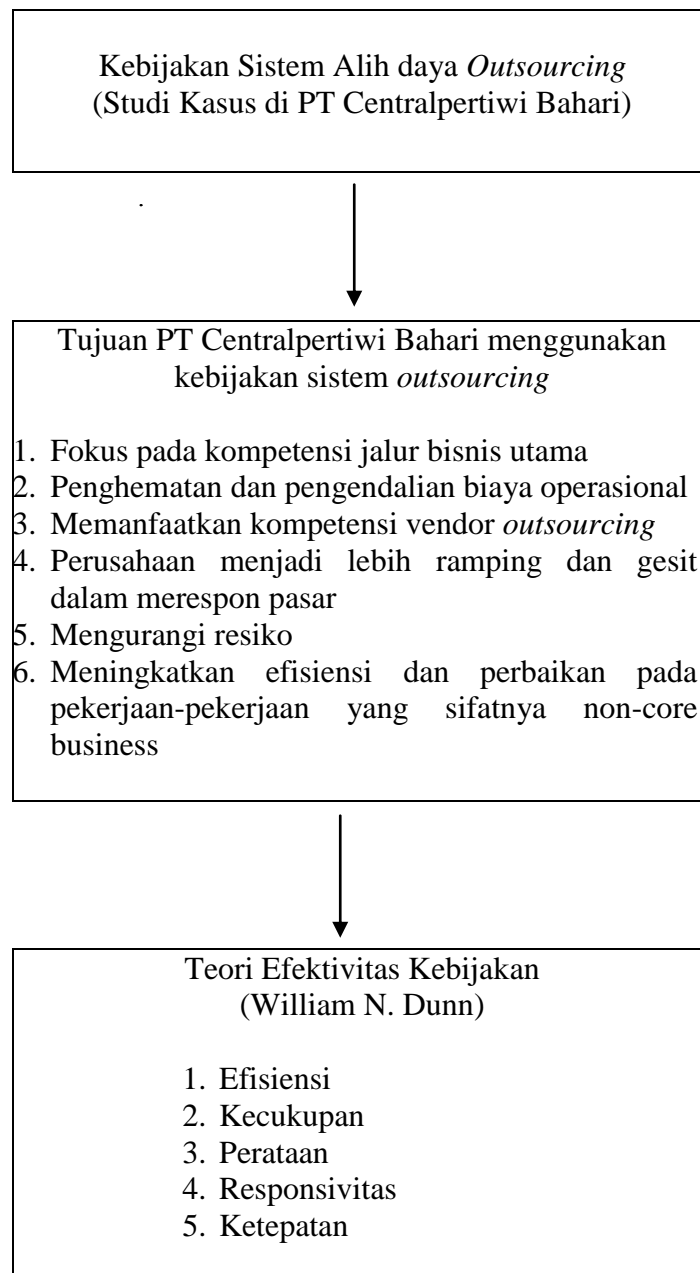 Kebijakan Sistem Alih daya Outsourcing
(Studi Kasus di PT Centralpertiwi Bahari)
.
Tujuan PT Centralpertiwi Bahari menggunakan
kebijakan sistem outsourcing
1. Fokus pada kompetensi jalur bisnis utama
2. Penghematan dan pengendalian biaya operasional
3. Memanfaatkan kompetensi vendor outsourcing
4. Perusahaan menjadi lebih ramping dan gesit
dalam merespon pasar
5. Mengurangi resiko
6. Meningkatkan efisiensi dan perbaikan pada
pekerjaan-pekerjaan yang sifatnya non-core
business
Teori Efektivitas Kebijakan
(William N. Dunn)
1. Efisiensi
2. Kecukupan
3. Perataan
4. Responsivitas
5. Ketepatan